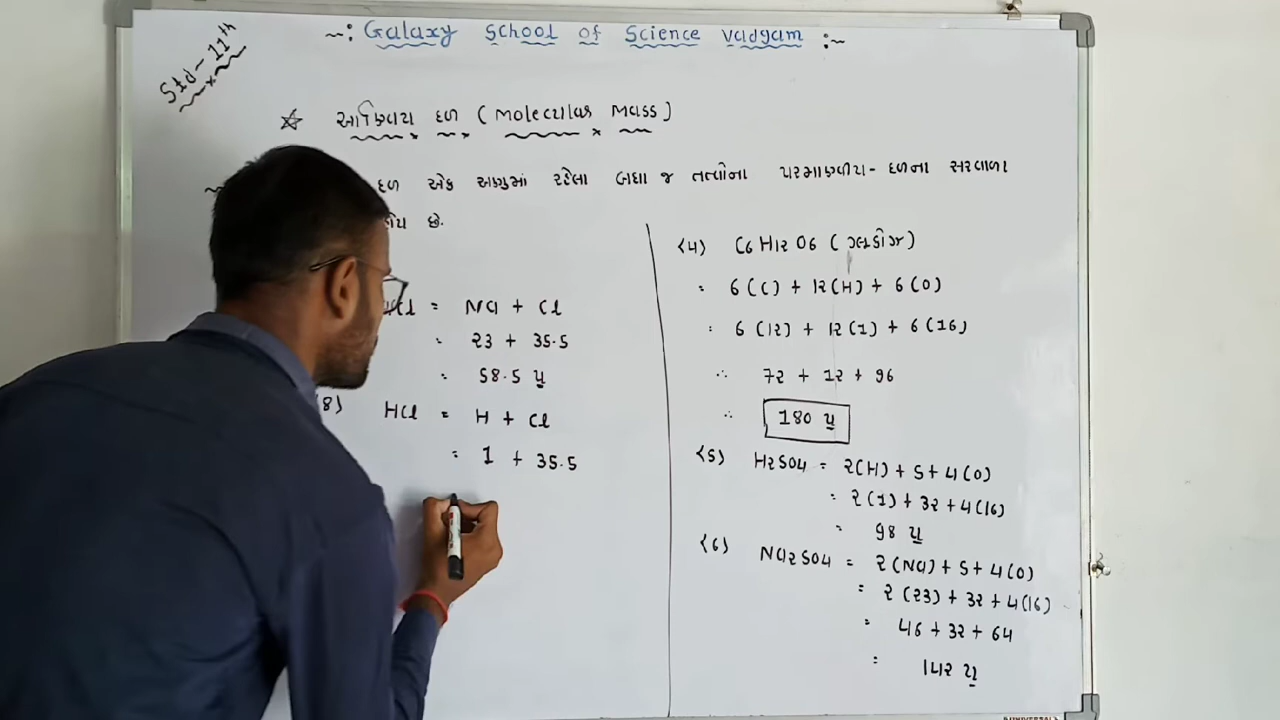 ~: Galaxy School of Science Vadgam :~
Std-11th
☆ આણ્વિય દળ (Molecular Mass)
દળ એક અણુમાં રહેલા બધા જ તત્વોના પરમાણ્વીય-દળના સરવાળા
હોય છે.
= Na + Cl
= 23 + 35.5
= 58.5 u
(8) HCl = H + Cl
= 1 + 35.5
(4) C6H12O6 (ગ્લુકોઝ)
= 6(C) + 12(H) + 6(O)
= 6(12) + 12(1) + 6(16)
∴ 72 + 12 + 96
∴ 180 u
(5) H2SO4 = 2(H) + S + 4(O)
= 2(1) + 32 + 4(16)
= 98 u
(6) Na2SO4 = 2(Na) + S + 4(O)
= 2(23) + 32 + 4(16)
= 46 + 32 + 64
= 142 u